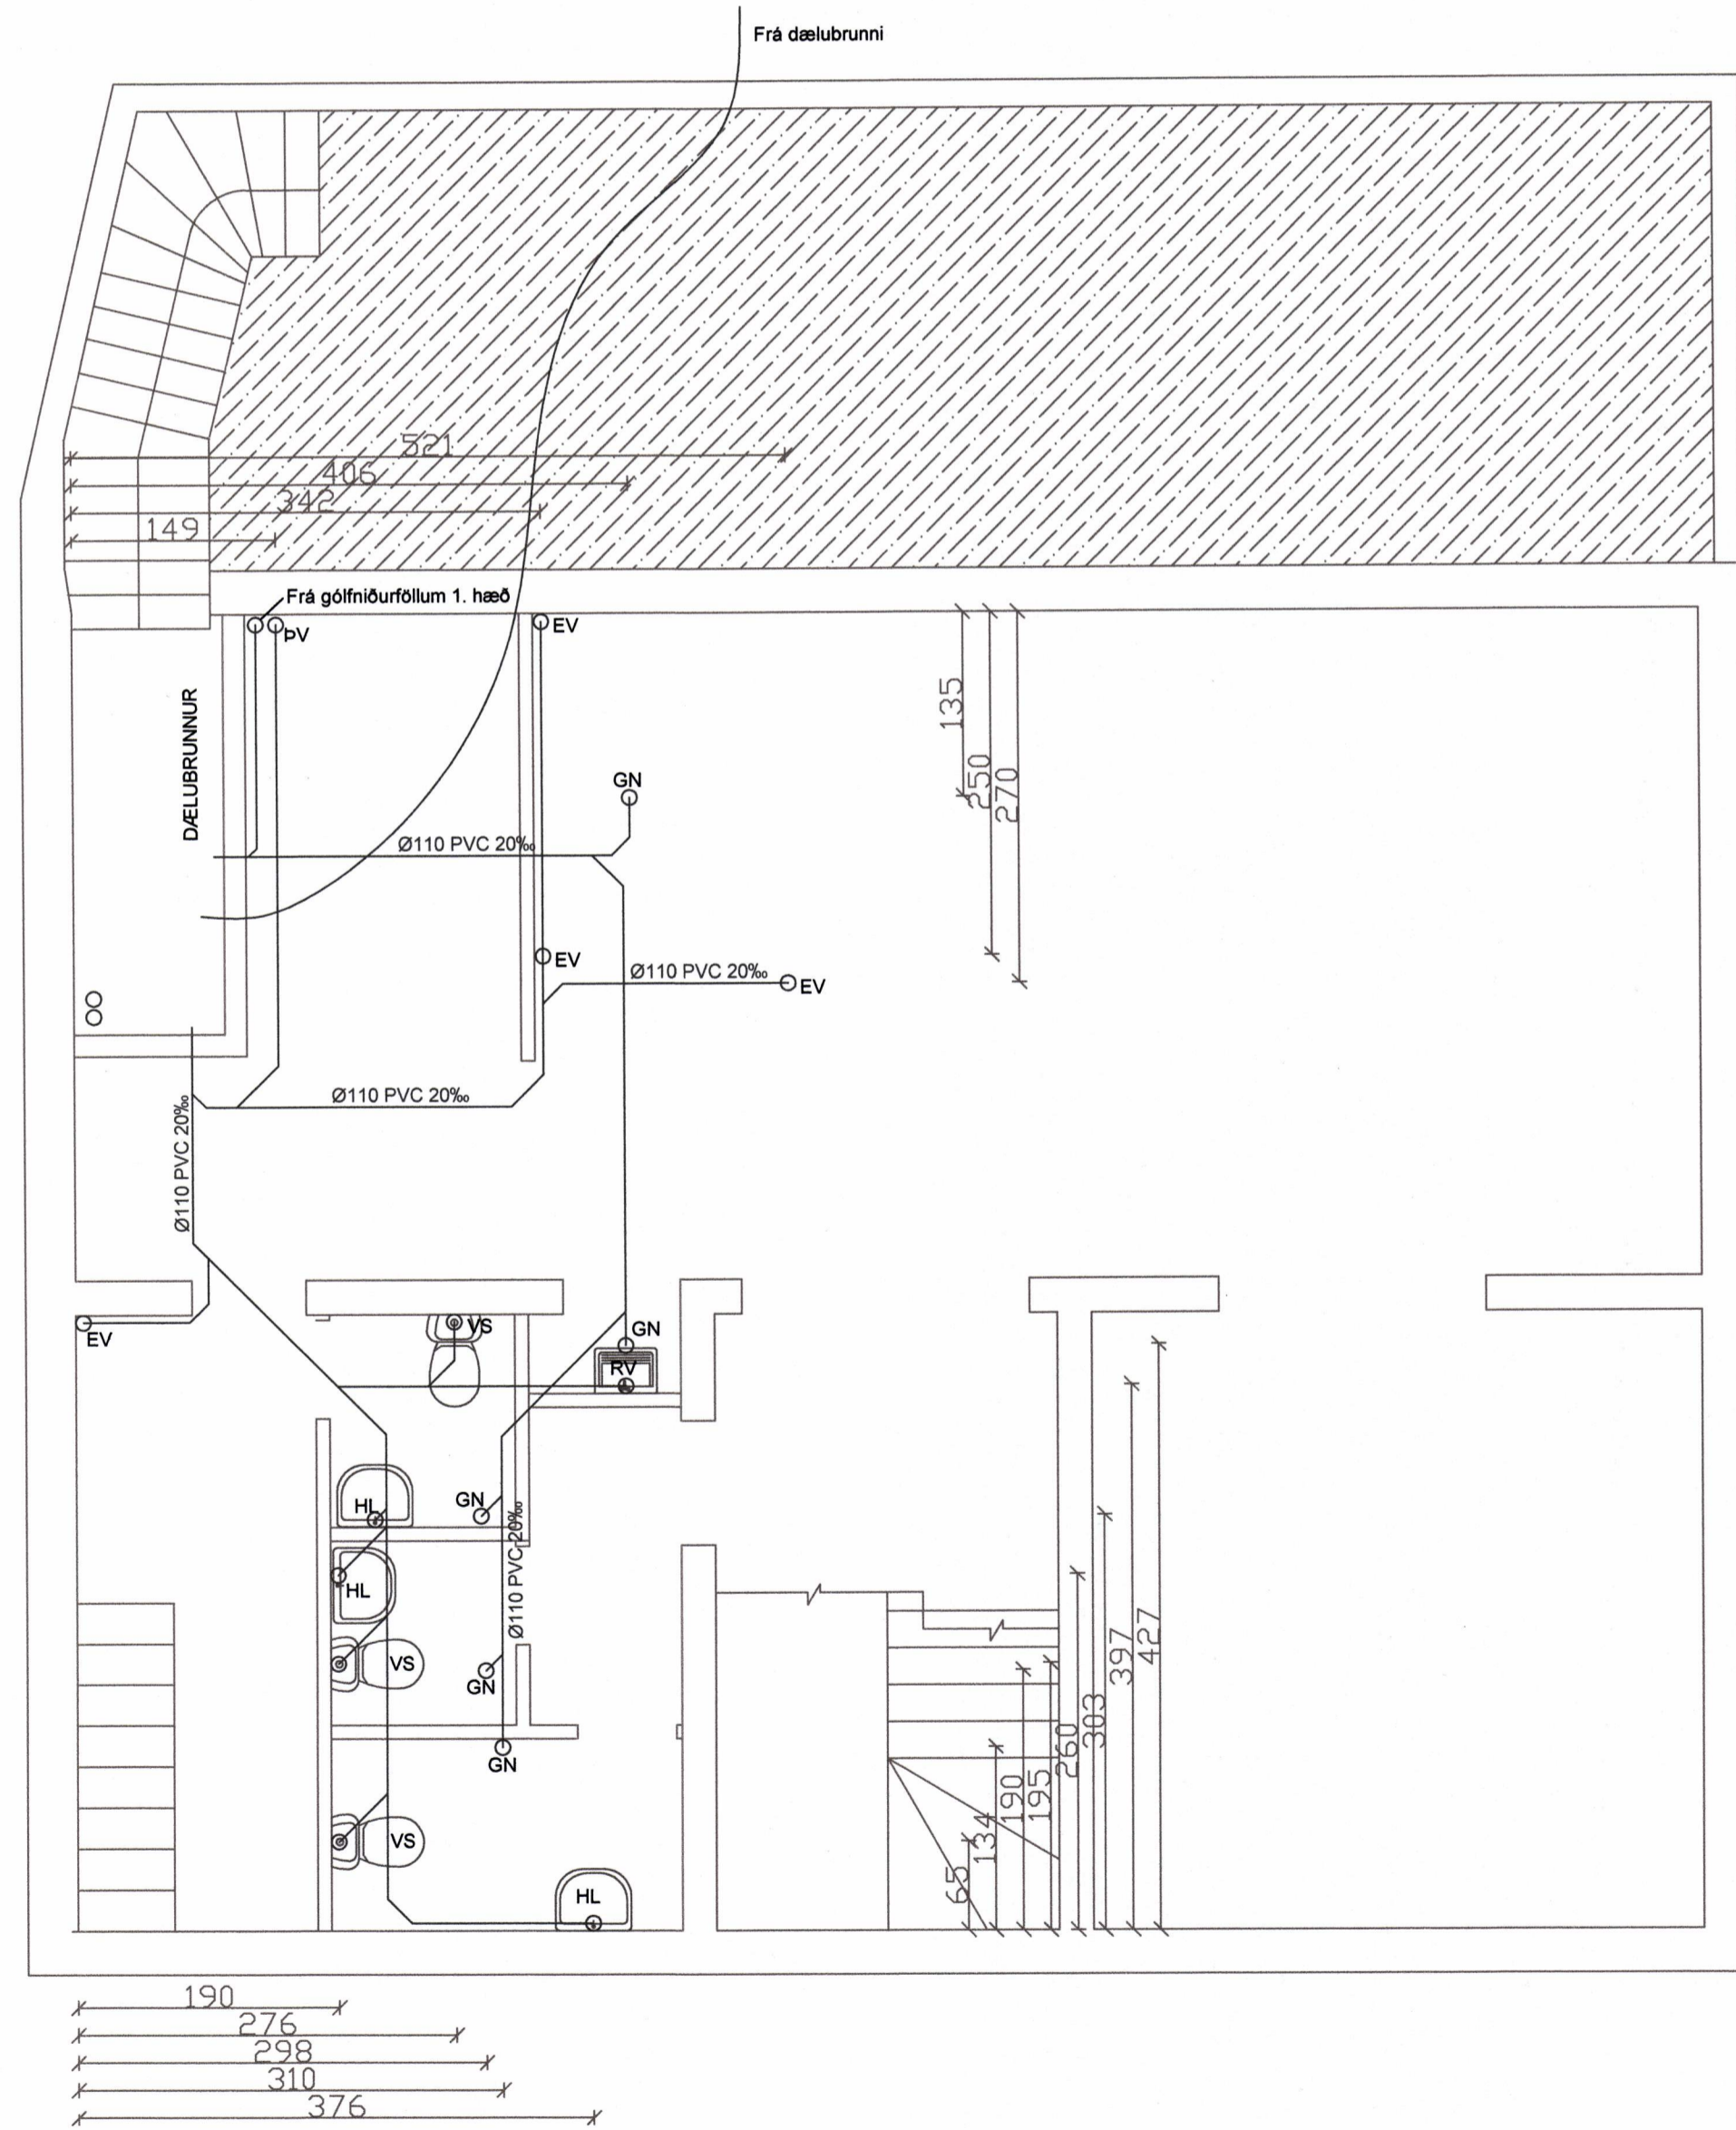 Frá dælubrunni
521
406
342
149
Frá gólfniðurföllum 1. hæð
ÞV
EV
DÆLUBRUNNUR
135
250
270
GN
Ø110 PVC 20‰
EV
Ø110 PVC 20‰
EV
Ø110 PVC 20‰
Ø110 PVC 20‰
EV
VS
GN
RV
HL
GN
Ø110 PVC 20‰
HL
VS
GN
GN
VS
HL
65
134
190
195
260
303
397
427
190
276
298
310
376